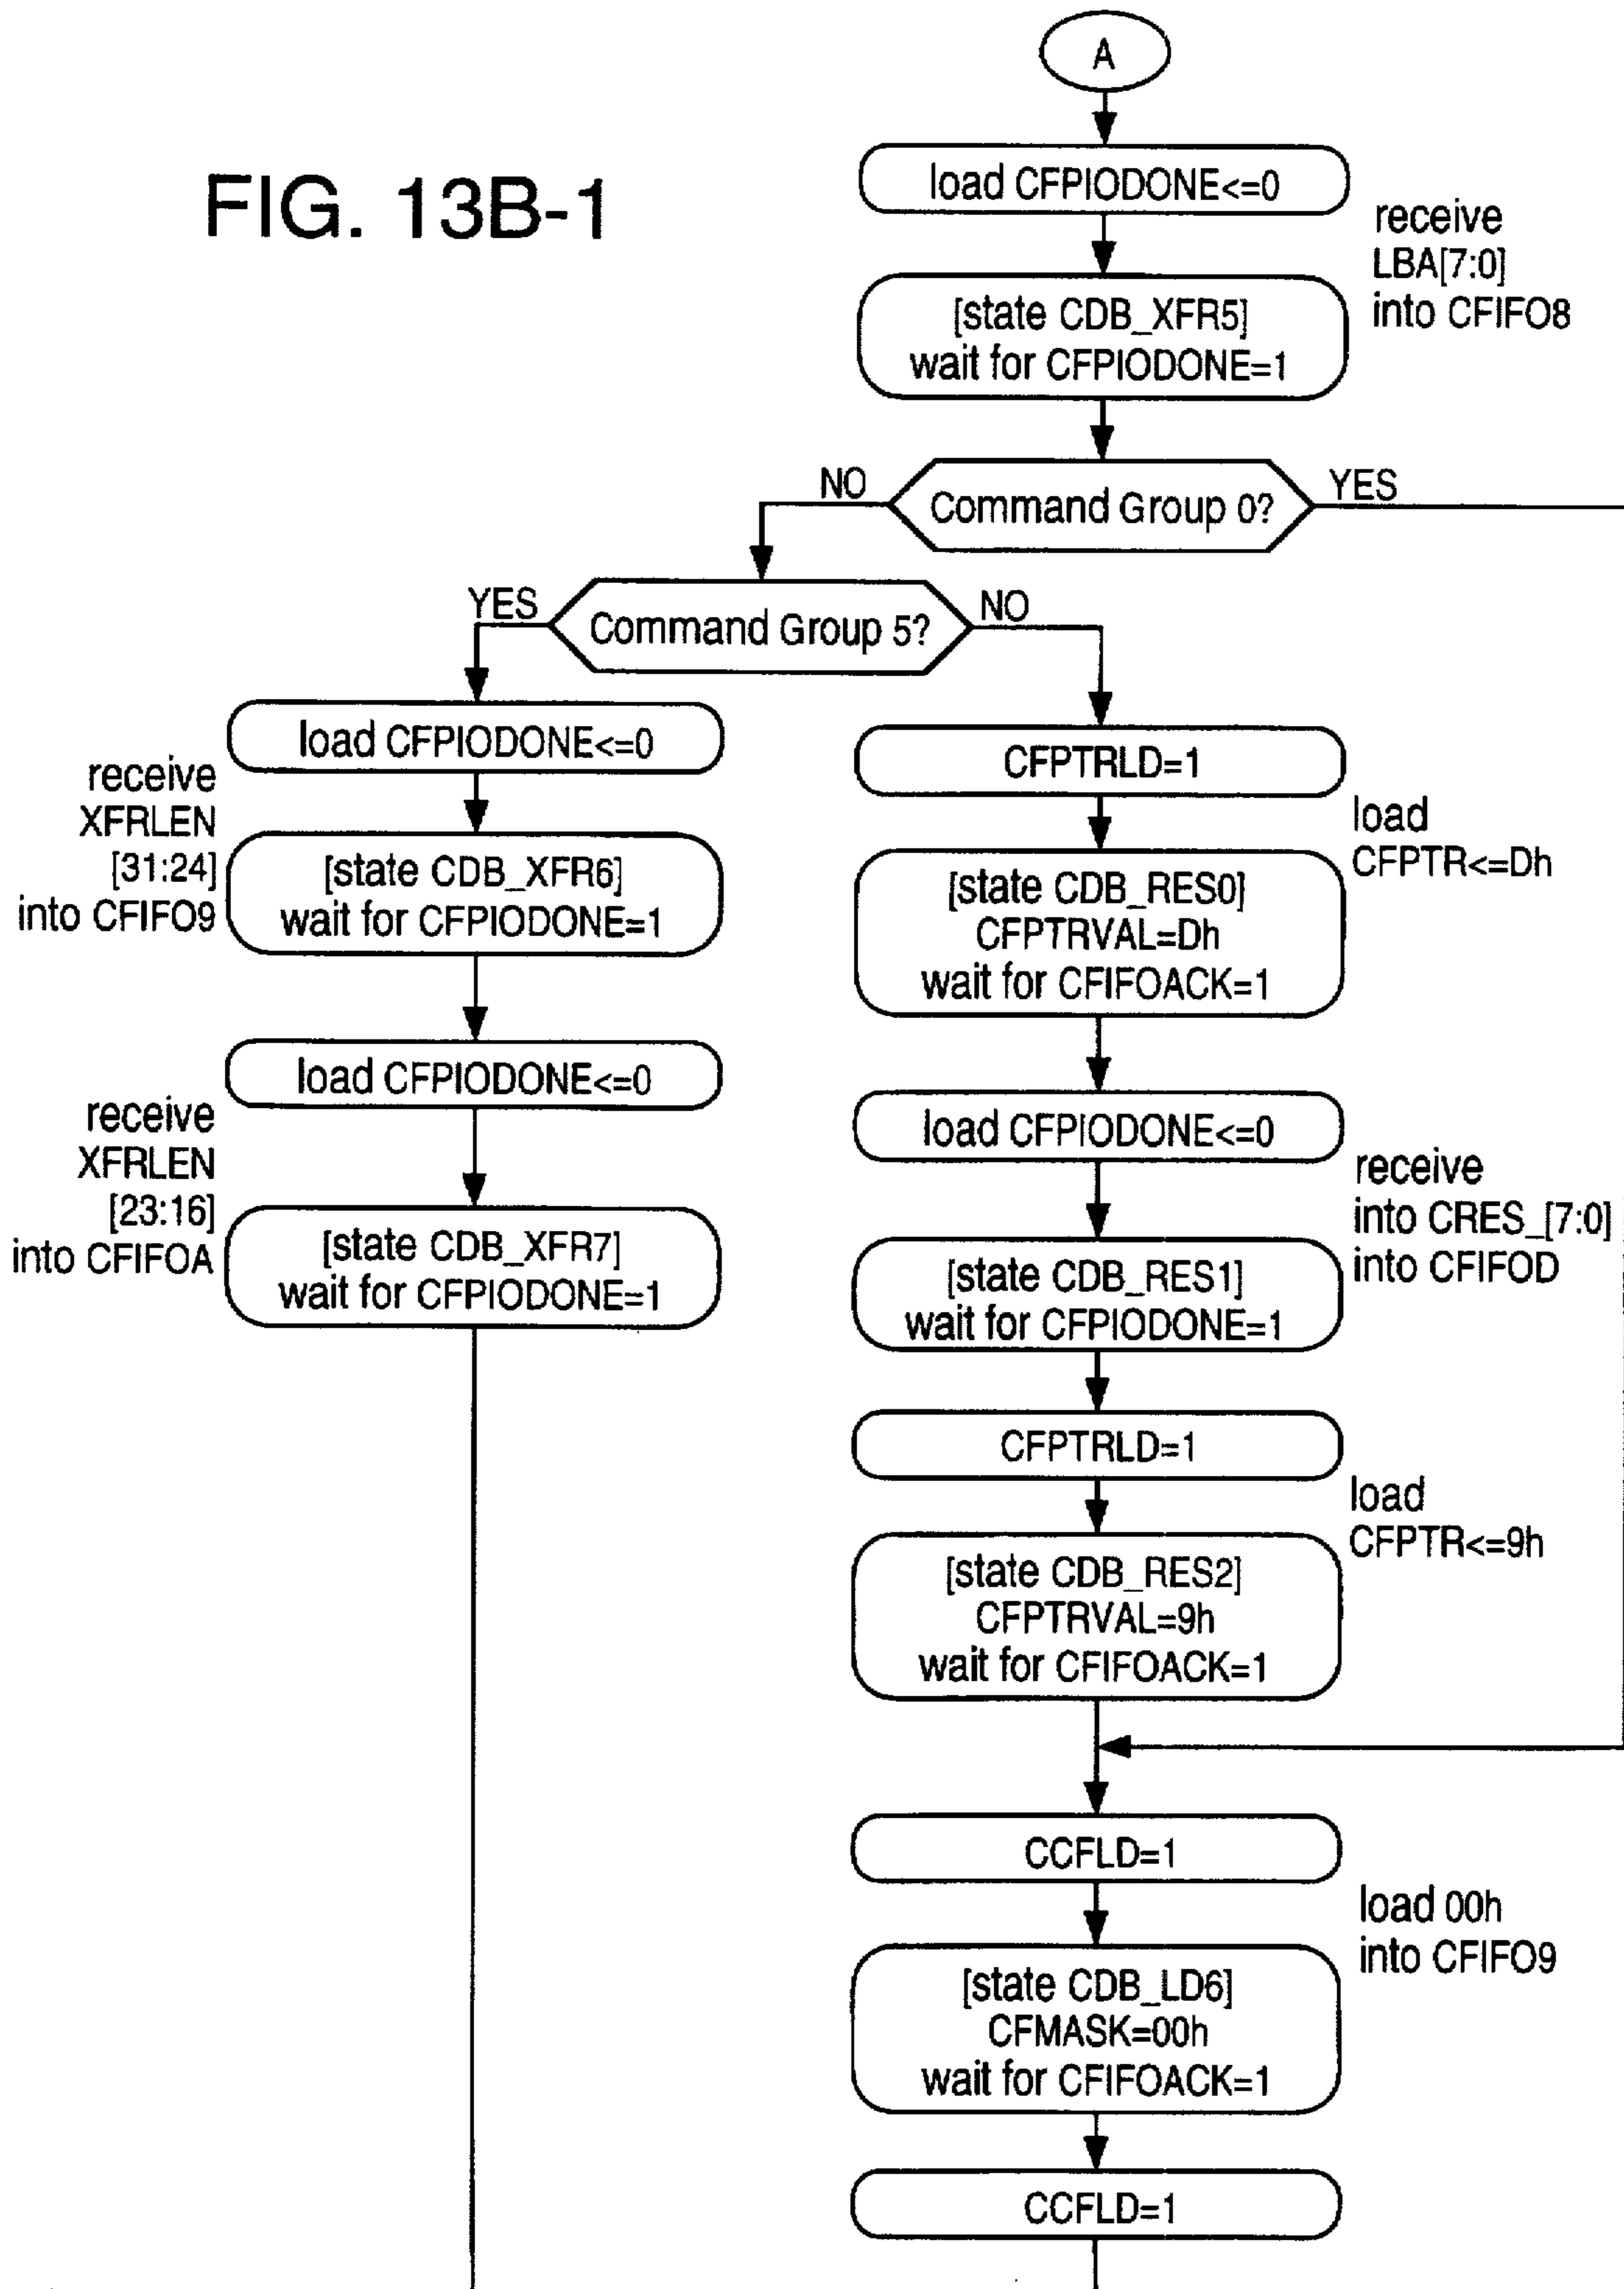 A
FIG. 13B-1
load CFPIODONE<=0
receive
LBA[7:0]
into CFIFO8
[state CDB_XFR5]
wait for CFPIODONE=1
NO
Command Group 0?
YES
YES
Command Group 5?
NO
load CFPIODONE<=0
receive
XFRLEN
[31:24]
into CFIFO9
[state CDB_XFR6]
wait for CFPIODONE=1
load CFPIODONE<=0
receive
XFRLEN
[23:16]
into CFIFOA
[state CDB_XFR7]
wait for CFPIODONE=1
CFPTRLD=1
load
CFPTR<=Dh
[state CDB_RES0]
CFPTRVAL=Dh
wait for CFIFOACK=1
load CFPIODONE<=0
receive
into CRES_[7:0]
into CFIFOD
[state CDB_RES1]
wait for CFPIODONE=1
CFPTRLD=1
load
CFPTR<=9h
[state CDB_RES2]
CFPTRVAL=9h
wait for CFIFOACK=1
CCFLD=1
load 00h
into CFIFO9
[state CDB_LD6]
CFMASK=00h
wait for CFIFOACK=1
CCFLD=1